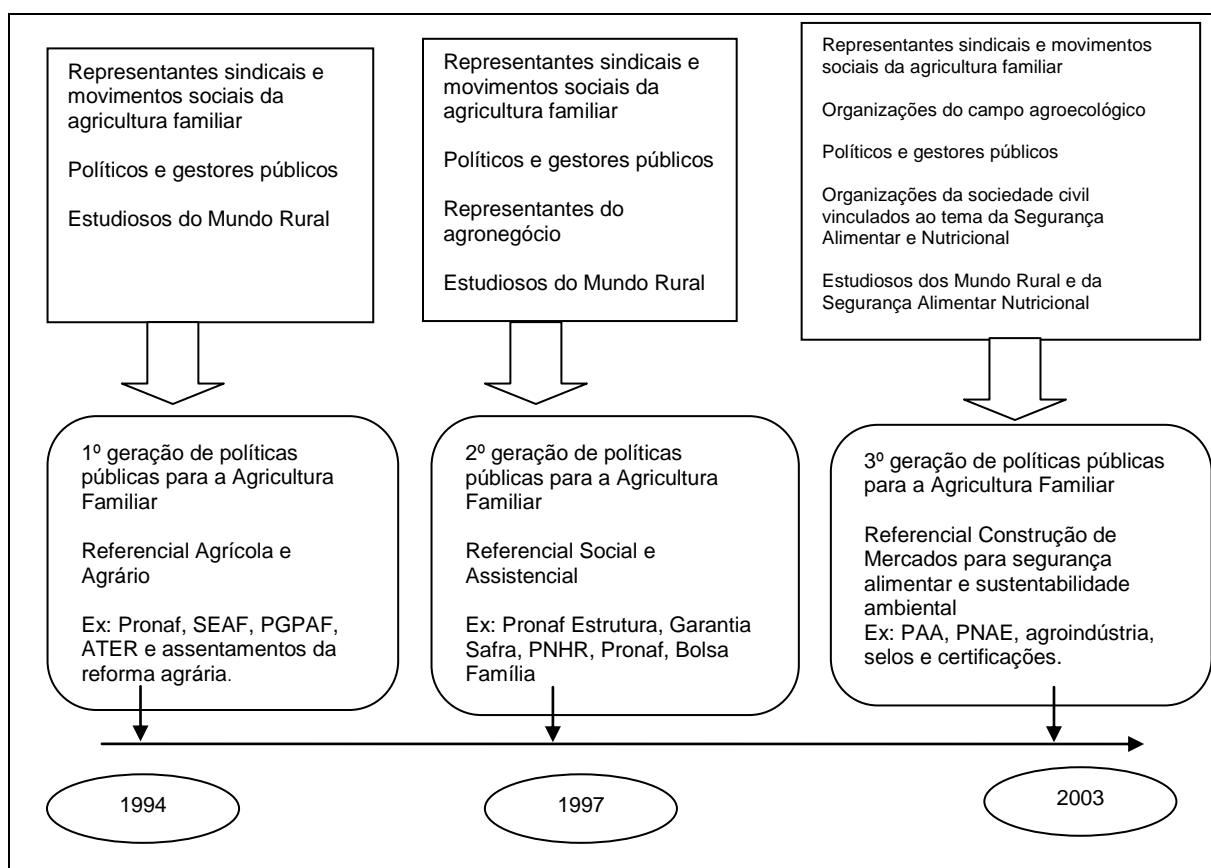 Representantes sindicais e
movimentos sociais da
agricultura familiar
Políticos e gestores públicos
Estudiosos do Mundo Rural
Representantes sindicais e
movimentos sociais da
agricultura familiar
Políticos e gestores públicos
Representantes do
agronegócio
Estudiosos do Mundo Rural
Representantes sindicais e movimentos
sociais da agricultura familiar
Organizações do campo agroecológico
Políticos e gestores públicos
Organizações da sociedade civil
vinculados ao tema da Segurança
Alimentar e Nutricional
Estudiosos dos Mundo Rural e da
Segurança Alimentar Nutricional
1º geração de políticas
públicas para a Agricultura
Familiar
Referencial Agrícola e
Agrário
Ex: Pronaf, SEAF, PGPAF,
ATER e assentamentos da
reforma agrária.
2º geração de políticas
públicas para a Agricultura
Familiar
Referencial Social e
Assistencial
Ex: Pronaf Estrutura, Garantia
Safra, PNHR, Pronaf, Bolsa
Família
3º geração de políticas públicas
para a Agricultura Familiar
Referencial Construção de
Mercados para segurança
alimentar e sustentabilidade
ambiental
Ex: PAA, PNAE, agroindústria,
selos e certificações.
1994
1997
2003